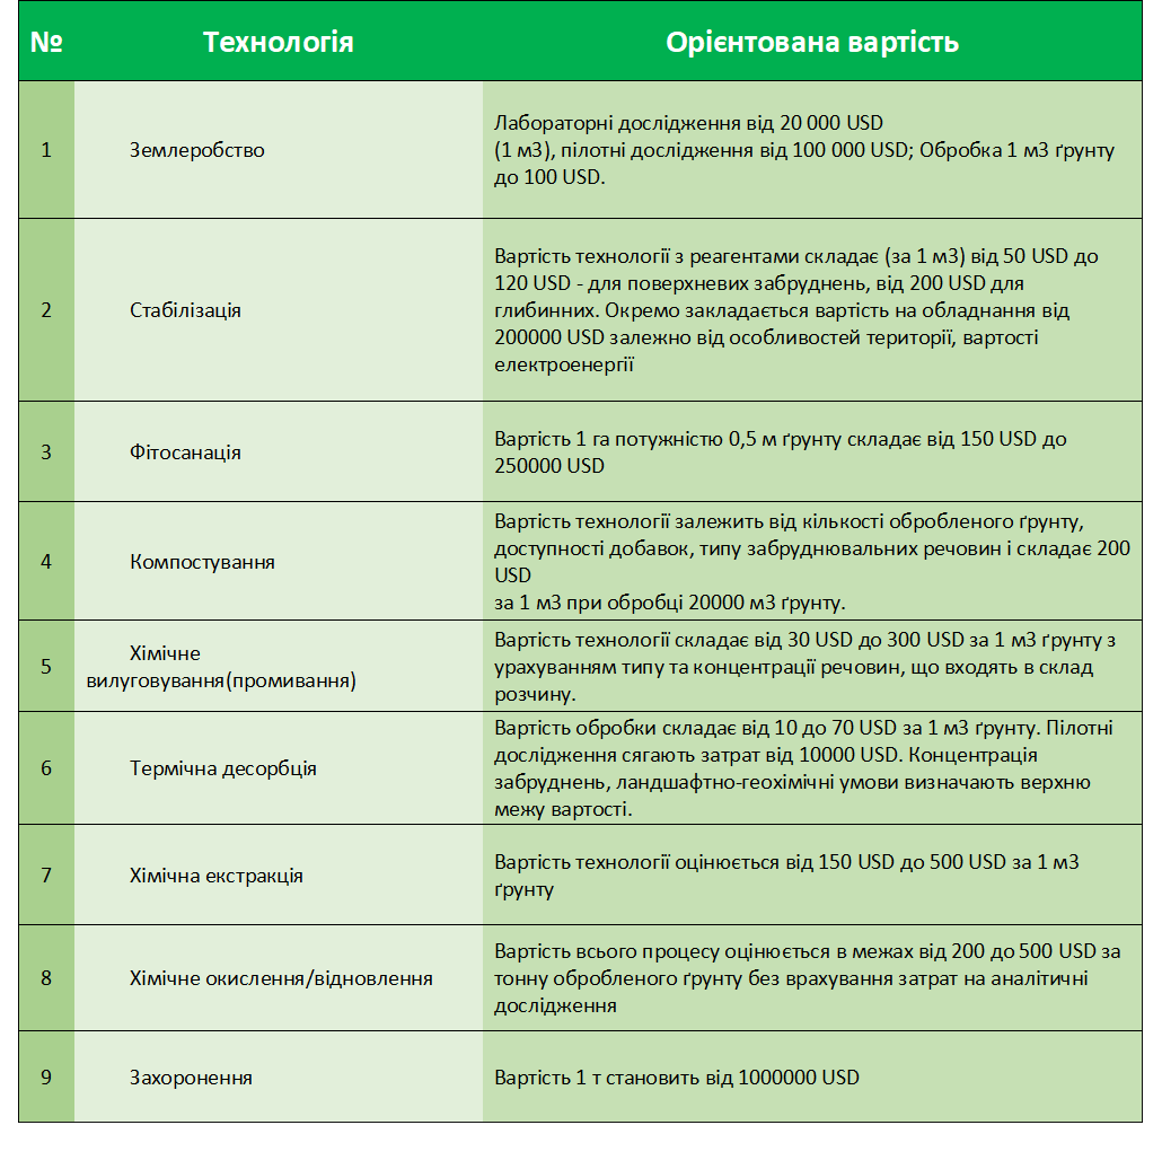 № Технологія Орієнтована вартість
1 Землеробство
Лабораторні дослідження від 20 000 USD
(1 м3), пілотні дослідження від 100 000 USD; Обробка 1 м3 ґрунту
до 100 USD.
2 Стабілізація
Вартість технології з реагентами складає (за 1 м3) від 50 USD до
120 USD - для поверхневих забруднень, від 200 USD для
глибинних. Окремо закладається вартість на обладнання від
200000 USD залежно від особливостей території, вартості
електроенергії
3 Фітосанація
Вартість 1 га потужністю 0,5 м ґрунту складає від 150 USD до
250000 USD
4 Компостування
Вартість технології залежить від кількості обробленого ґрунту,
доступності добавок, типу забруднювальних речовин і складає 200
USD
за 1 м3 при обробці 20000 м3 ґрунту.
5 Хімічне
вилуговування(промивання)
Вартість технології складає від 30 USD до 300 USD за 1 м3 ґрунту з
урахуванням типу та концентрації речовин, що входять в склад
розчину.
6 Термічна десорбція
Вартість обробки складає від 10 до 70 USD за 1 м3 ґрунту. Пілотні
дослідження сягають затрат від 10000 USD. Концентрація
забруднень, ландшафтно-геохімічні умови визначають верхню
межу вартості.
7 Хімічна екстракція
Вартість технології оцінюється від 150 USD до 500 USD за 1 м3
ґрунту
8 Хімічне окислення/відновлення
Вартість всього процесу оцінюється в межах від 200 до 500 USD за
тонну обробленого ґрунту без врахування затрат на аналітичні
дослідження
9 Захоронення
Вартість 1 т становить від 1000000 USD